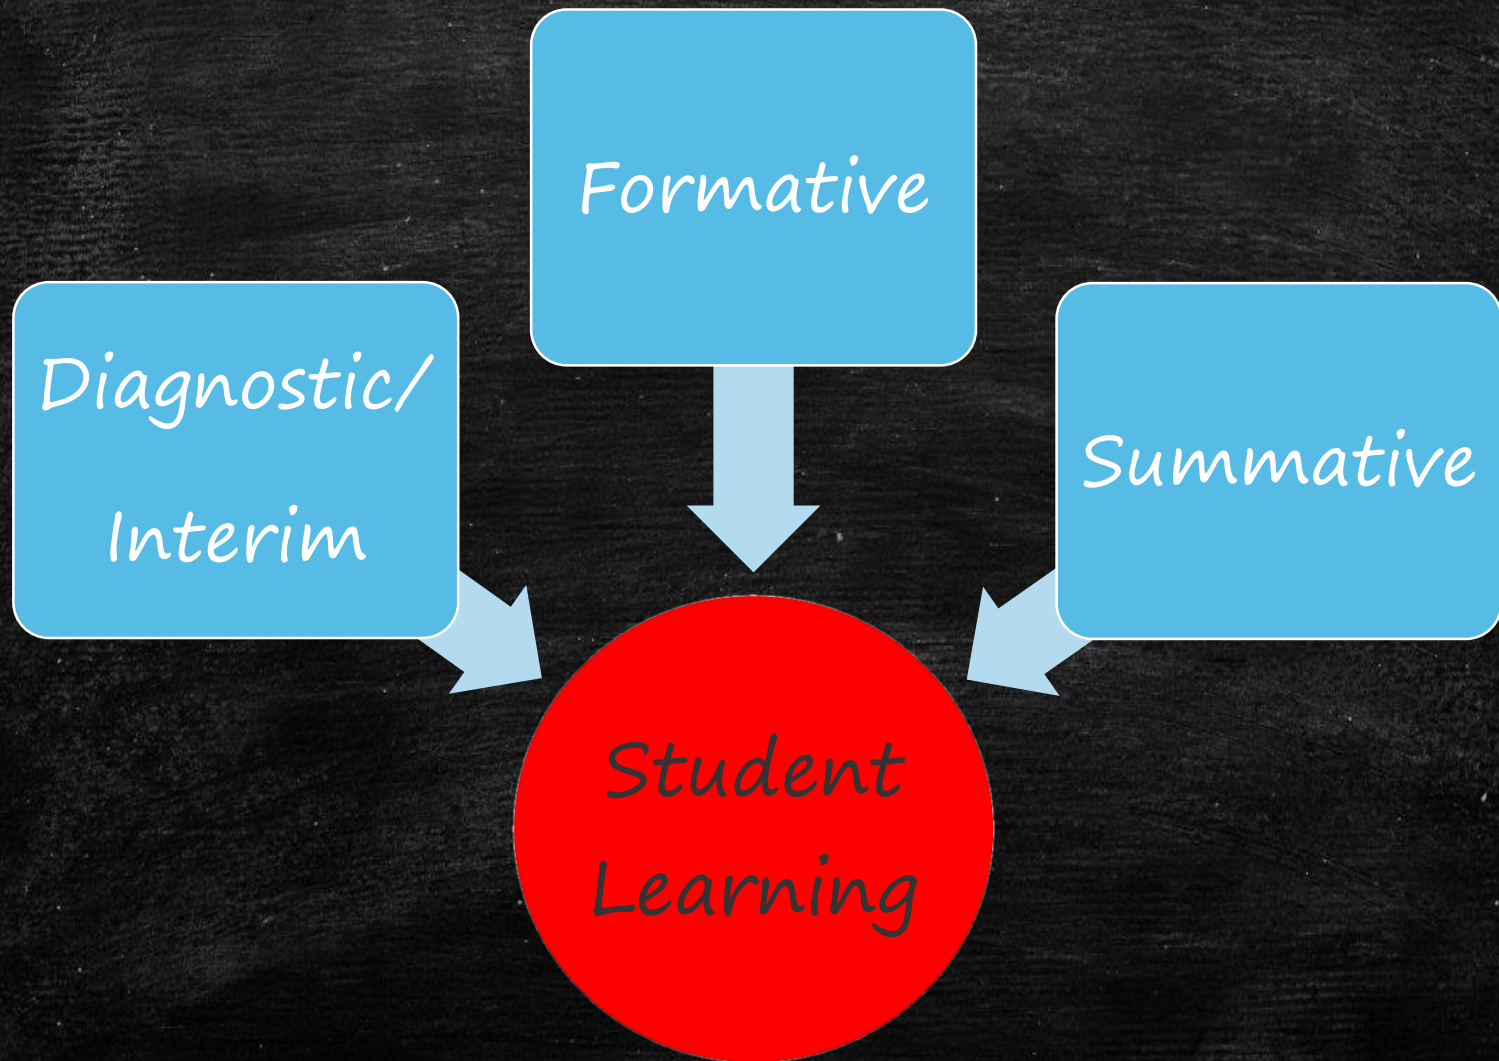 Formative
Diagnostic/
Interim
Summative
Student
Learning